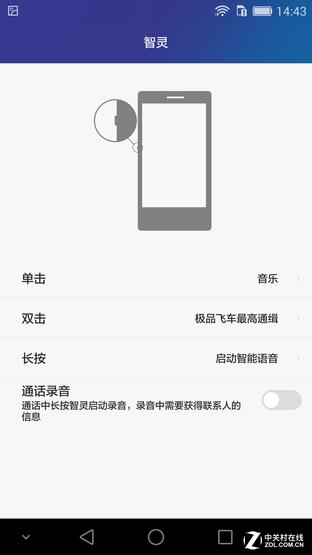 14:43
智灵
单击
音乐
双击
极品飞车最高通缉
长按
启动智能语音
通话录音
通话中长按智灵启动录音，录音中需要获得联系人的
信息
Z
中关村在线
ZOL.COM.CN